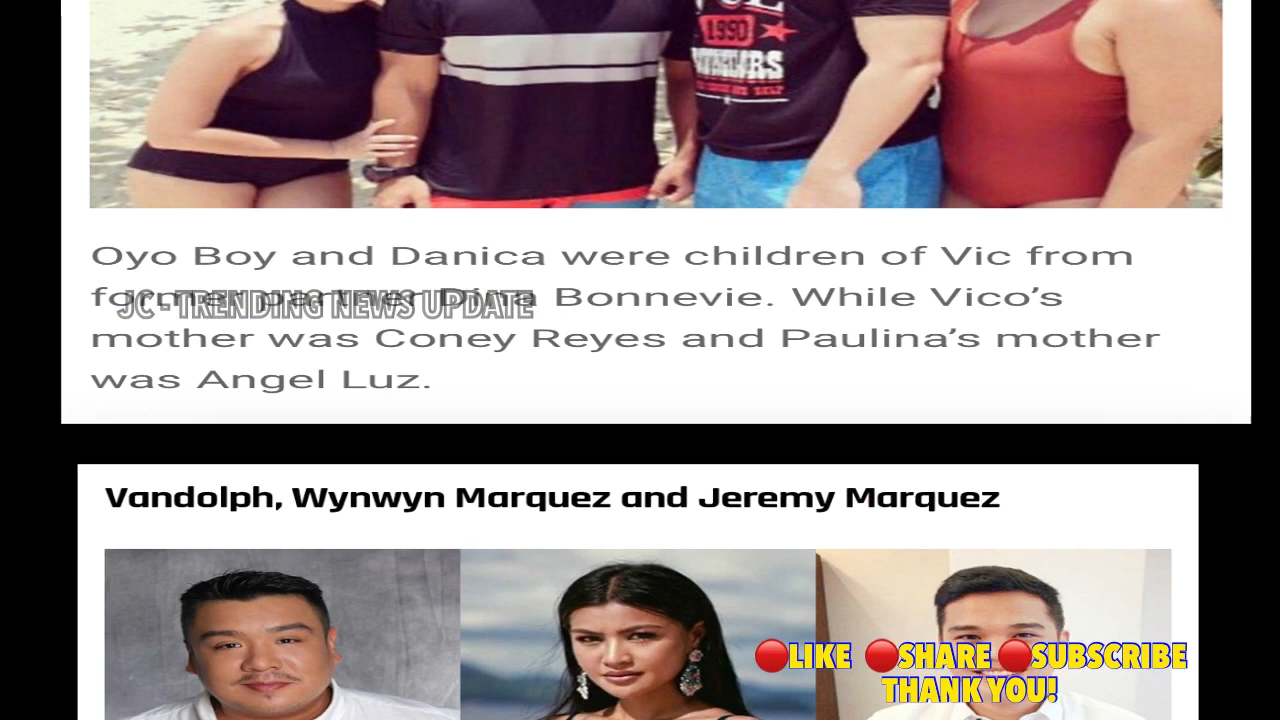 1990
Oyo Boy and Danica were children of Vic from
former partner Dina Bonnevie. While Vico's
JC - TRENDING NEWS UPDATE
mother was Coney Reyes and Paulina's mother
was Angel Luz.
Vandolph, Wynwyn Marquez and Jeremy Marquez
LIKE SHARE SUBSCRIBE
THANK YOU!